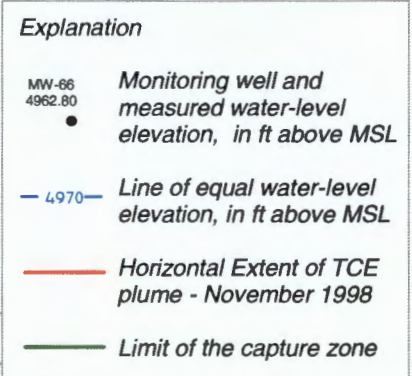 Explanation
MW-66
4962.80
Monitoring well and
measured water-level
elevation, in ft above MSL
4970
Line of equal water-level
elevation, in ft above MSL
Horizontal Extent of TCE
plume - November 1998
Limit of the capture zone